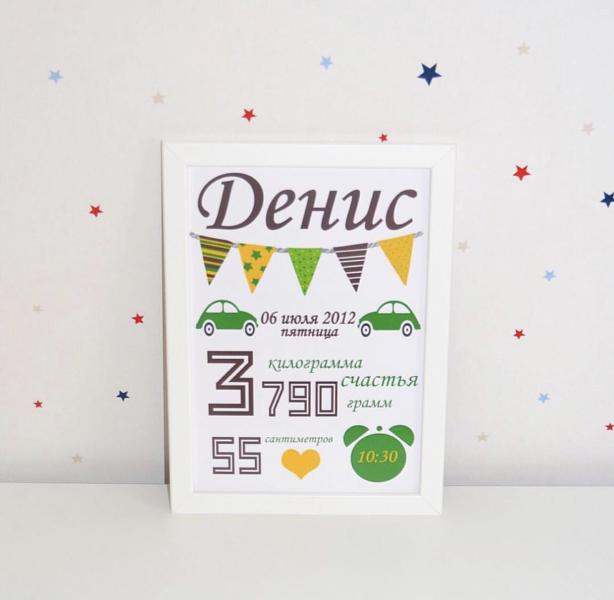 Денис
06 июля 2012
пятница
3 килограмма
790 счастья
грамм
55 сантиметров
10:30